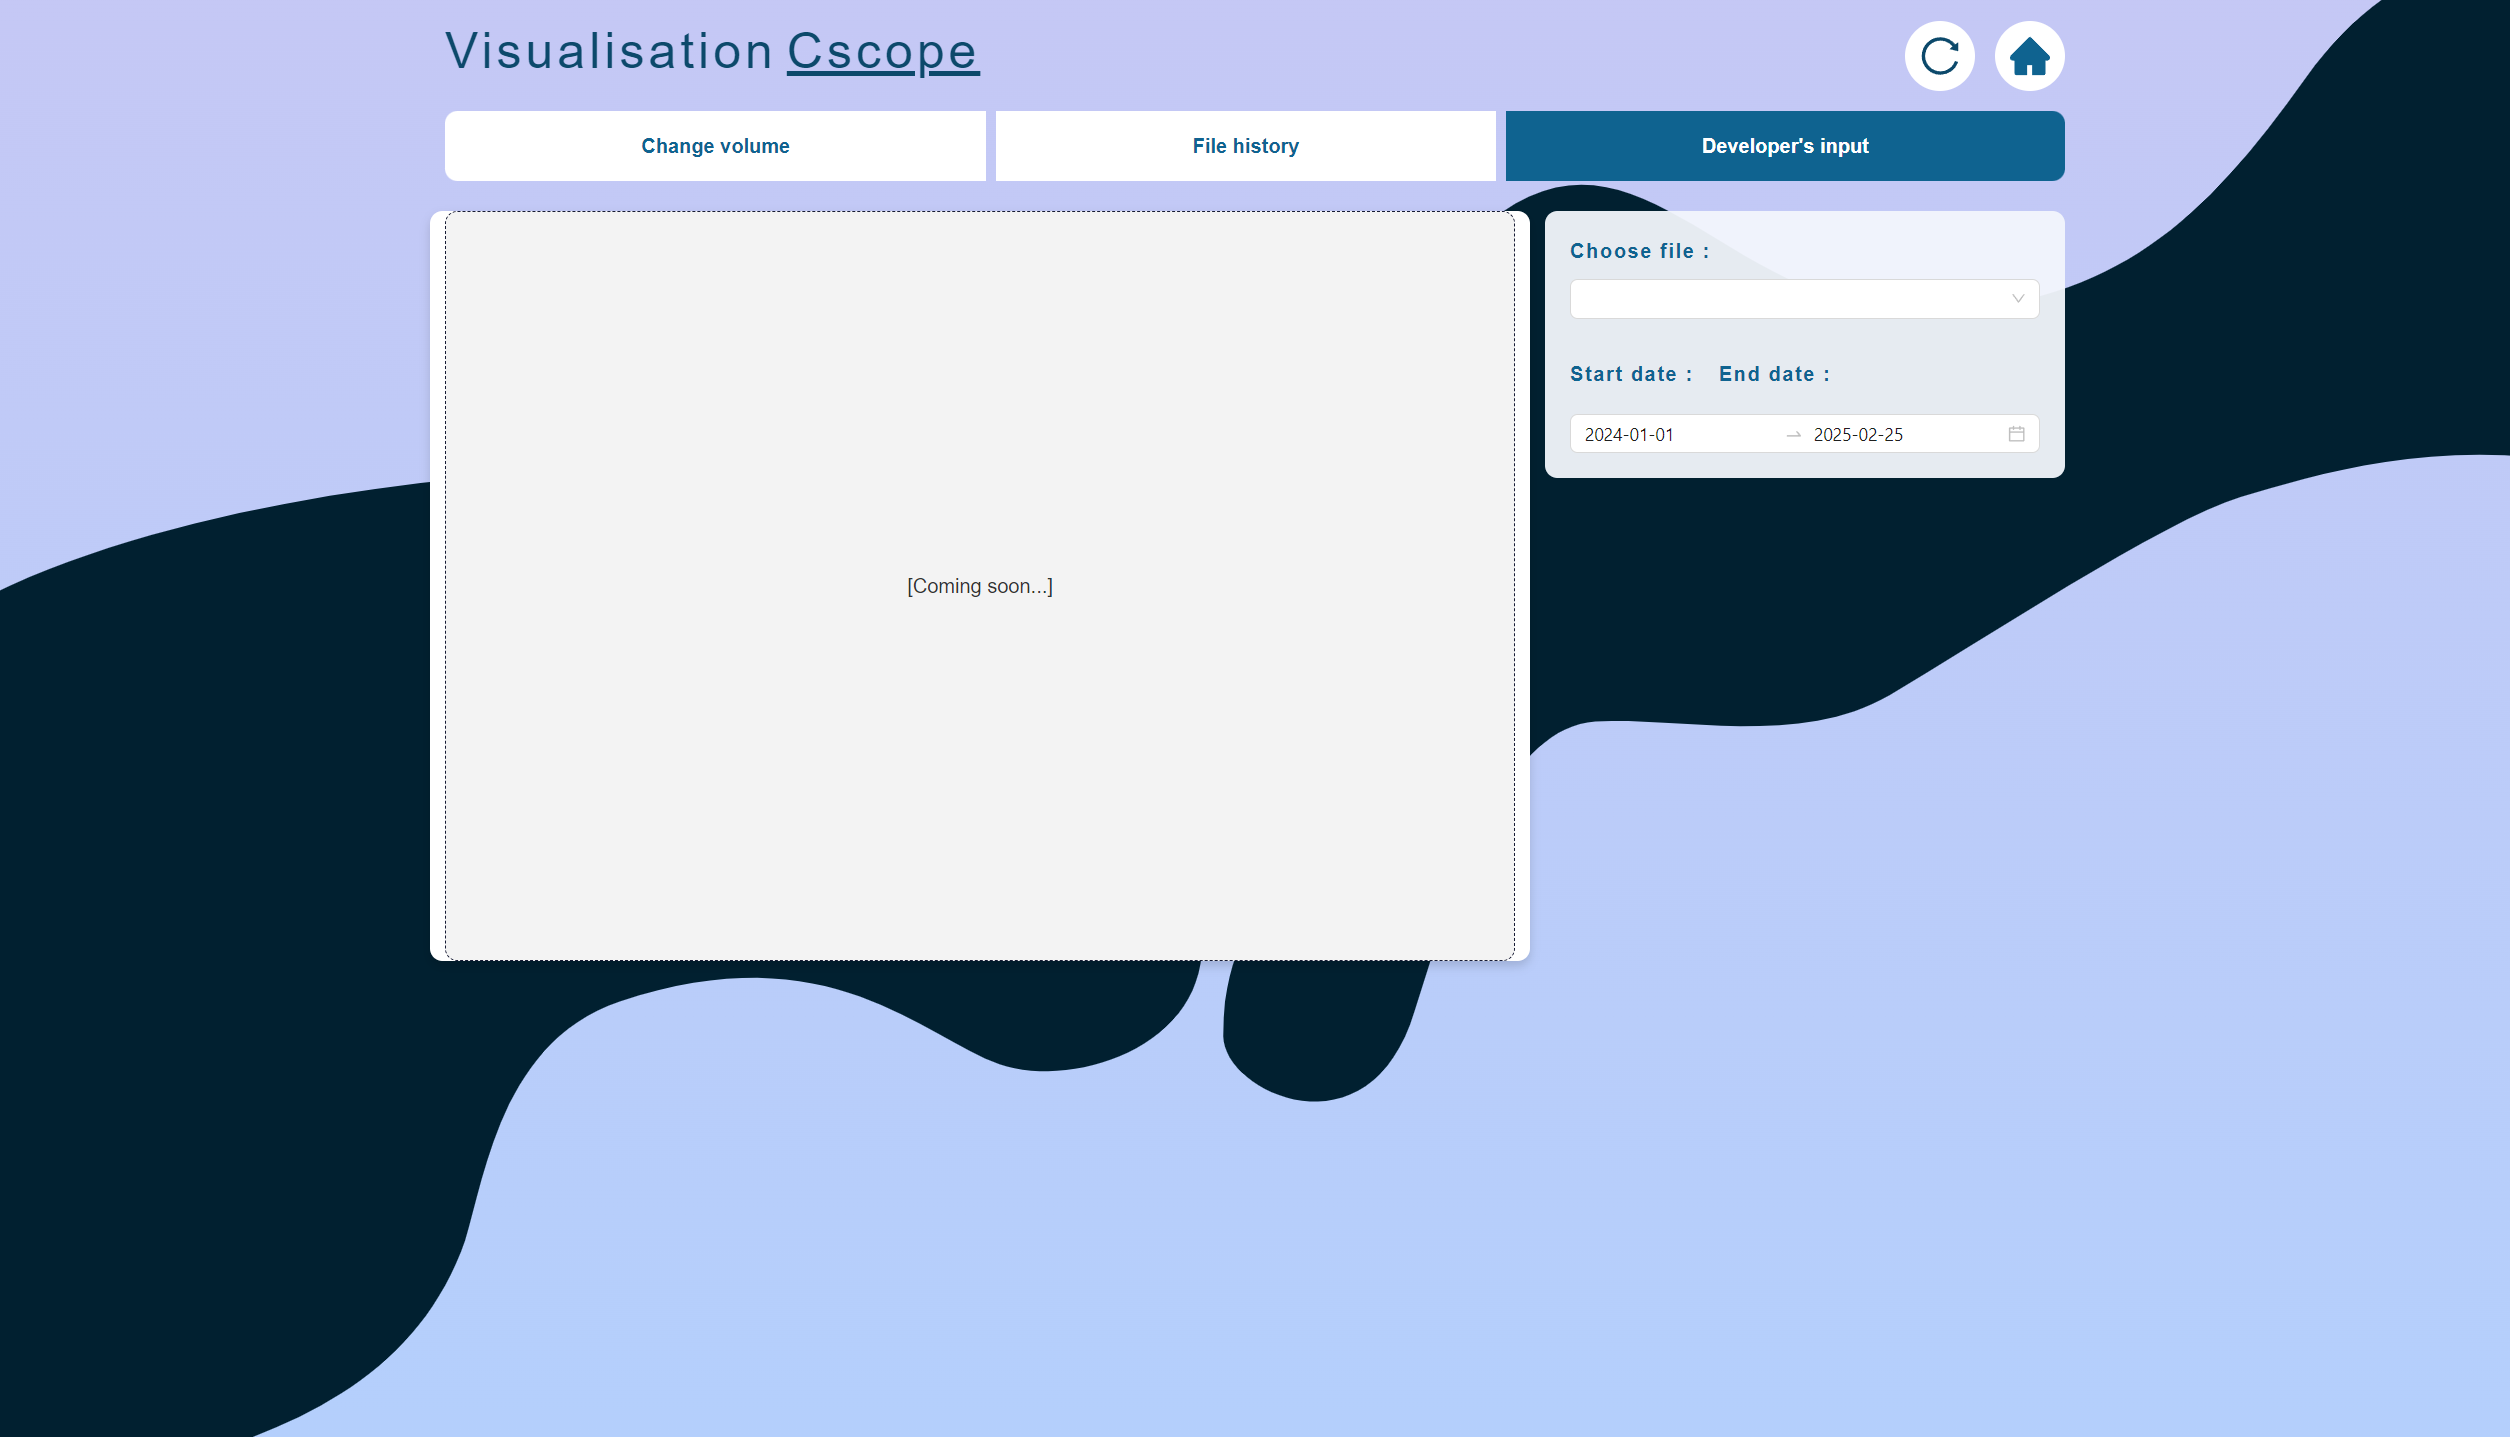 Visualisation Cscope
Change volume
File history
Developer's input
[Coming soon...]
Choose file :
Start date : End date :
2024-01-01 2025-02-25